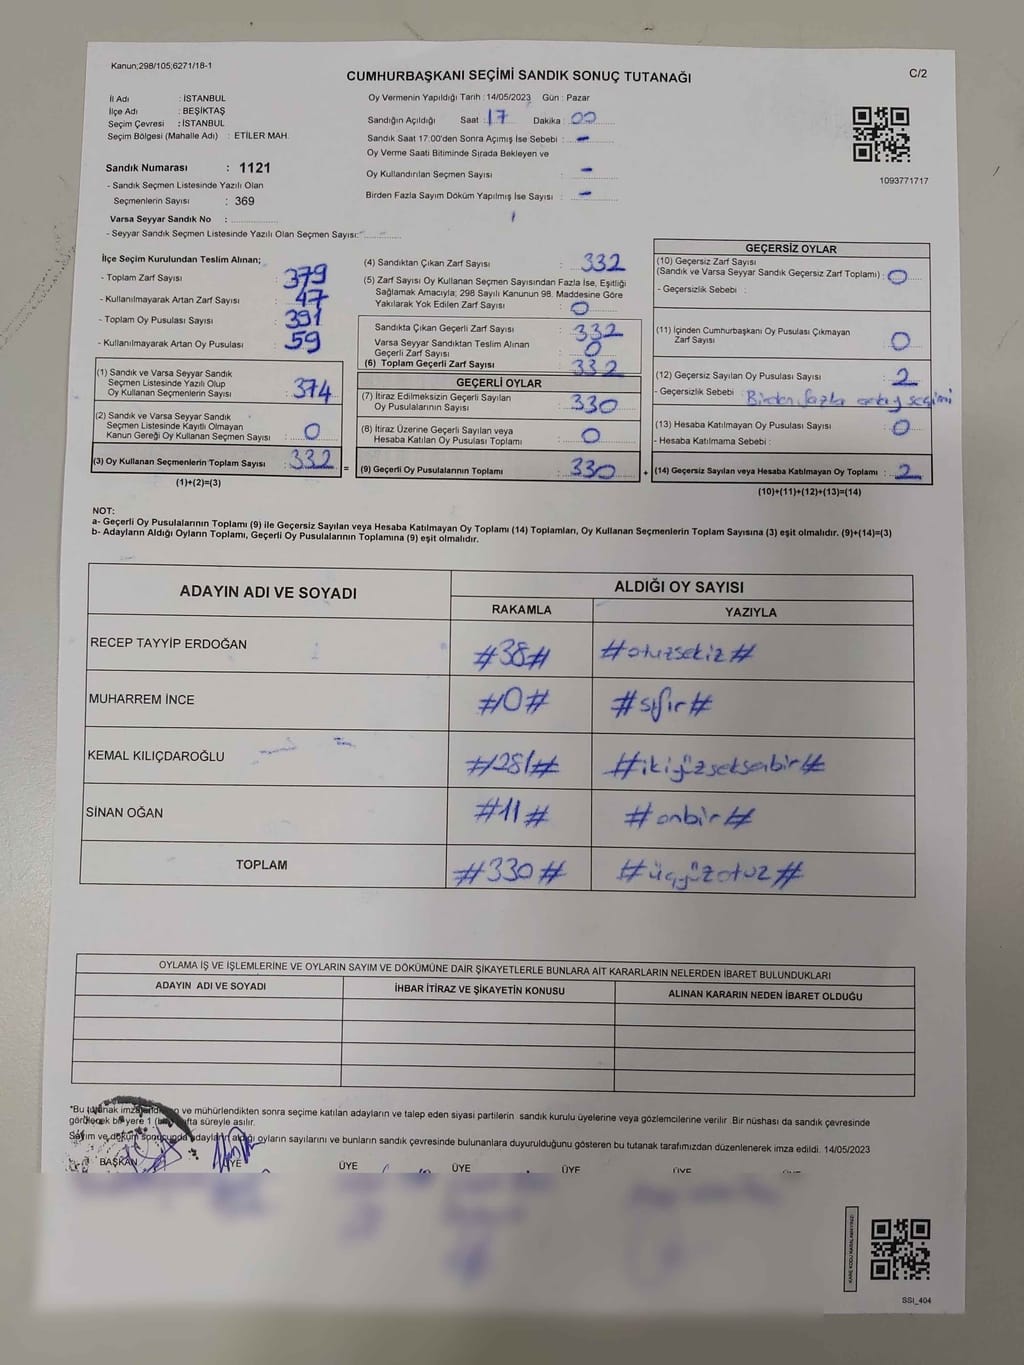 Kanun;298/105;6271/18-1
CUMHURBAŞKANI SEÇİMİ SANDIK SONUÇ TUTANAĞI
C/2
İl Adı : İSTANBUL
İlçe Adı : BEŞİKTAŞ
Seçim Çevresi : İSTANBUL
Seçim Bölgesi (Mahalle Adı) : ETİLER MAH.
Sandık Numarası : 1121
- Sandık Seçmen Listesinde Yazılı Olan
Seçmenlerin Sayısı : 369
Varsa Seyyar Sandık No :
- Seyyar Sandık Seçmen Listesinde Yazılı Olan Seçmen Sayısı:
Oy Vermenin Yapıldığı Tarih : 14/05/2023 Gün : Pazar
Sandığın Açıldığı Saat : 17 Dakika : 00
Sandık Saat 17:00'den Sonra Açımış İse Sebebi : -
Oy Verme Saati Bitiminde Sırada Bekleyen ve
Oy Kullandırılan Seçmen Sayısı : -
Birden Fazla Sayım Döküm Yapılmış İse Sayısı : -
1093771717
İlçe Seçim Kurulundan Teslim Alınan;
- Toplam Zarf Sayısı : 379
- Kullanılmayarak Artan Zarf Sayısı : 47
- Toplam Oy Pusulası Sayısı : 391
- Kullanılmayarak Artan Oy Pusulası : 59
(1) Sandık ve Varsa Seyyar Sandık
Seçmen Listesinde Yazılı Olup
Oy Kullanan Seçmenlerin Sayısı : 374
(2) Sandık ve Varsa Seyyar Sandık
Seçmen Listesinde Kayıtlı Olmayan
Kanun Gereği Oy Kullanan Seçmen Sayısı : 0
(3) Oy Kullanan Seçmenlerin Toplam Sayısı : 332 =
(1)+(2)=(3)
(4) Sandıktan Çıkan Zarf Sayısı : 332
(5) Zarf Sayısı Oy Kullanan Seçmen Sayısından Fazla İse, Eşitliği
Sağlamak Amacıyla; 298 Sayılı Kanunun 98. Maddesine Göre
Yakılarak Yok Edilen Zarf Sayısı : 0
Sandıkta Çıkan Geçerli Zarf Sayısı : 332
Varsa Seyyar Sandıktan Teslim Alınan
Geçerli Zarf Sayısı : 0
(6) Toplam Geçerli Zarf Sayısı : 332
GEÇERLİ OYLAR
(7) İtiraz Edilmeksizin Geçerli Sayılan
Oy Pusulalarının Sayısı : 330
(8) İtiraz Üzerine Geçerli Sayılan veya
Hesaba Katılan Oy Pusulası Toplamı : 0
(9) Geçerli Oy Pusulalarının Toplamı : 330 +
GEÇERSİZ OYLAR
(10) Geçersiz Zarf Sayısı
(Sandık ve Varsa Seyyar Sandık Geçersiz Zarf Toplamı) : 0
- Geçersizlik Sebebi :
(11) İçinden Cumhurbaşkanı Oy Pusulası Çıkmayan
Zarf Sayısı : 0
(12) Geçersiz Sayılan Oy Pusulası Sayısı : 2
- Geçersizlik Sebebi : Birden fazla aday seçimi
(13) Hesaba Katılmayan Oy Pusulası Sayısı : 0
- Hesaba Katılmama Sebebi :
(14) Geçersiz Sayılan veya Hesaba Katılmayan Oy Toplamı : 2
(10)+(11)+(12)+(13)=(14)
NOT:
a- Geçerli Oy Pusulalarının Toplamı (9) ile Geçersiz Sayılan veya Hesaba Katılmayan Oy Toplamı (14) Toplamları, Oy Kullanan Seçmenlerin Toplam Sayısına (3) eşit olmalıdır. (9)+(14)=(3)
b- Adayların Aldığı Oyların Toplamı, Geçerli Oy Pusulalarının Toplamına (9) eşit olmalıdır.
ADAYIN ADI VE SOYADI ALDIĞI OY SAYISI
RAKAMLA YAZIYLA
RECEP TAYYİP ERDOĞAN #38# #otuzsekiz#
MUHARREM İNCE #0# #sıfır#
KEMAL KILIÇDAROĞLU #281# #ikiyüzseksenbir#
SİNAN OĞAN #11# #onbir#
TOPLAM #330# #üçyüzotuz#
OYLAMA İŞ VE İŞLEMLERİNE VE OYLARIN SAYIM VE DÖKÜMÜNE DAİR ŞİKAYETLERLE BUNLARA AİT KARARLARIN NELERDEN İBARET BULUNDUKLARI
ADAYIN ADI VE SOYADI İHBAR İTİRAZ VE ŞİKAYETİN KONUSU ALINAN KARARIN NEDEN İBARET OLDUĞU
*Bu tutanak ve mühürlendikten sonra seçime katılan adayların ve talep eden siyasi partilerin sandık kurulu üyelerine veya gözlemcilerine verilir. Bir nüshası da sandık çevresinde
görülecek bir yere 1 hafta süreyle asılır.
Sayım ve döküm sonucunda adayların aldığı oyların sayılarını ve bunların sandık çevresinde bulunanlara duyurulduğunu gösteren bu tutanak tarafımızdan düzenlenerek imza edildi. 14/05/2023
BAŞKAN ÜYE ÜYE ÜYE ÜYE ÜYE
SSI_404